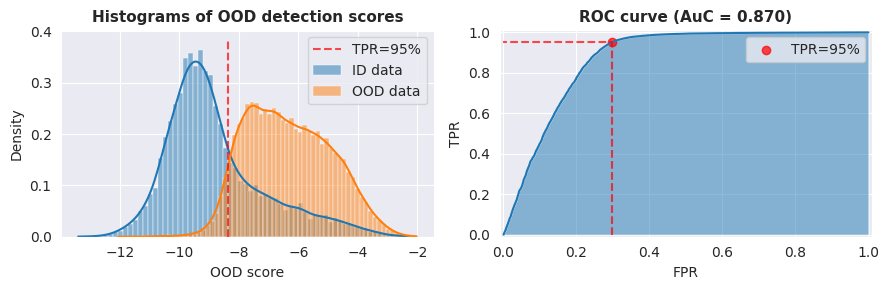 Histograms of OOD detection scores
Density
0.4
0.3
0.2
0.1
0.0
TPR=95%
ID data
OOD data
−12 −10 −8 −6 −4 −2
OOD score
ROC curve (AuC = 0.870)
TPR
1.0
0.8
0.6
0.4
0.2
0.0
TPR=95%
0.0 0.2 0.4 0.6 0.8 1.0
FPR